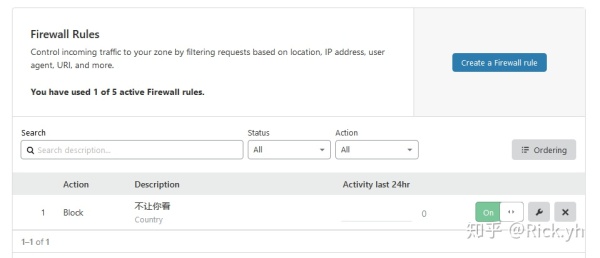 Firewall Rules
Control incoming traffic to your zone by filtering requests based on location, IP address, user
agent, URI, and more.
Create a Firewall rule
You have used 1 of 5 active Firewall rules.
Search
Status
Action
Search description...
All
All
Ordering
Action
Description
Activity last 24hr
1
Block
不让你看
Country
0
On
1–1 of 1
知乎 @Rick.yh